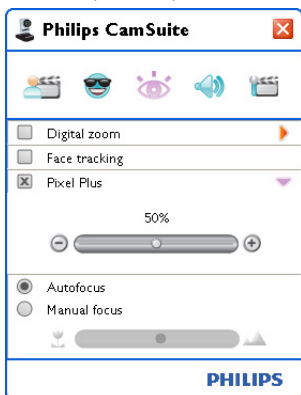 Philips CamSuite
Digital zoom
Face tracking
Pixel Plus
50%
Autofocus
Manual focus
PHILIPS